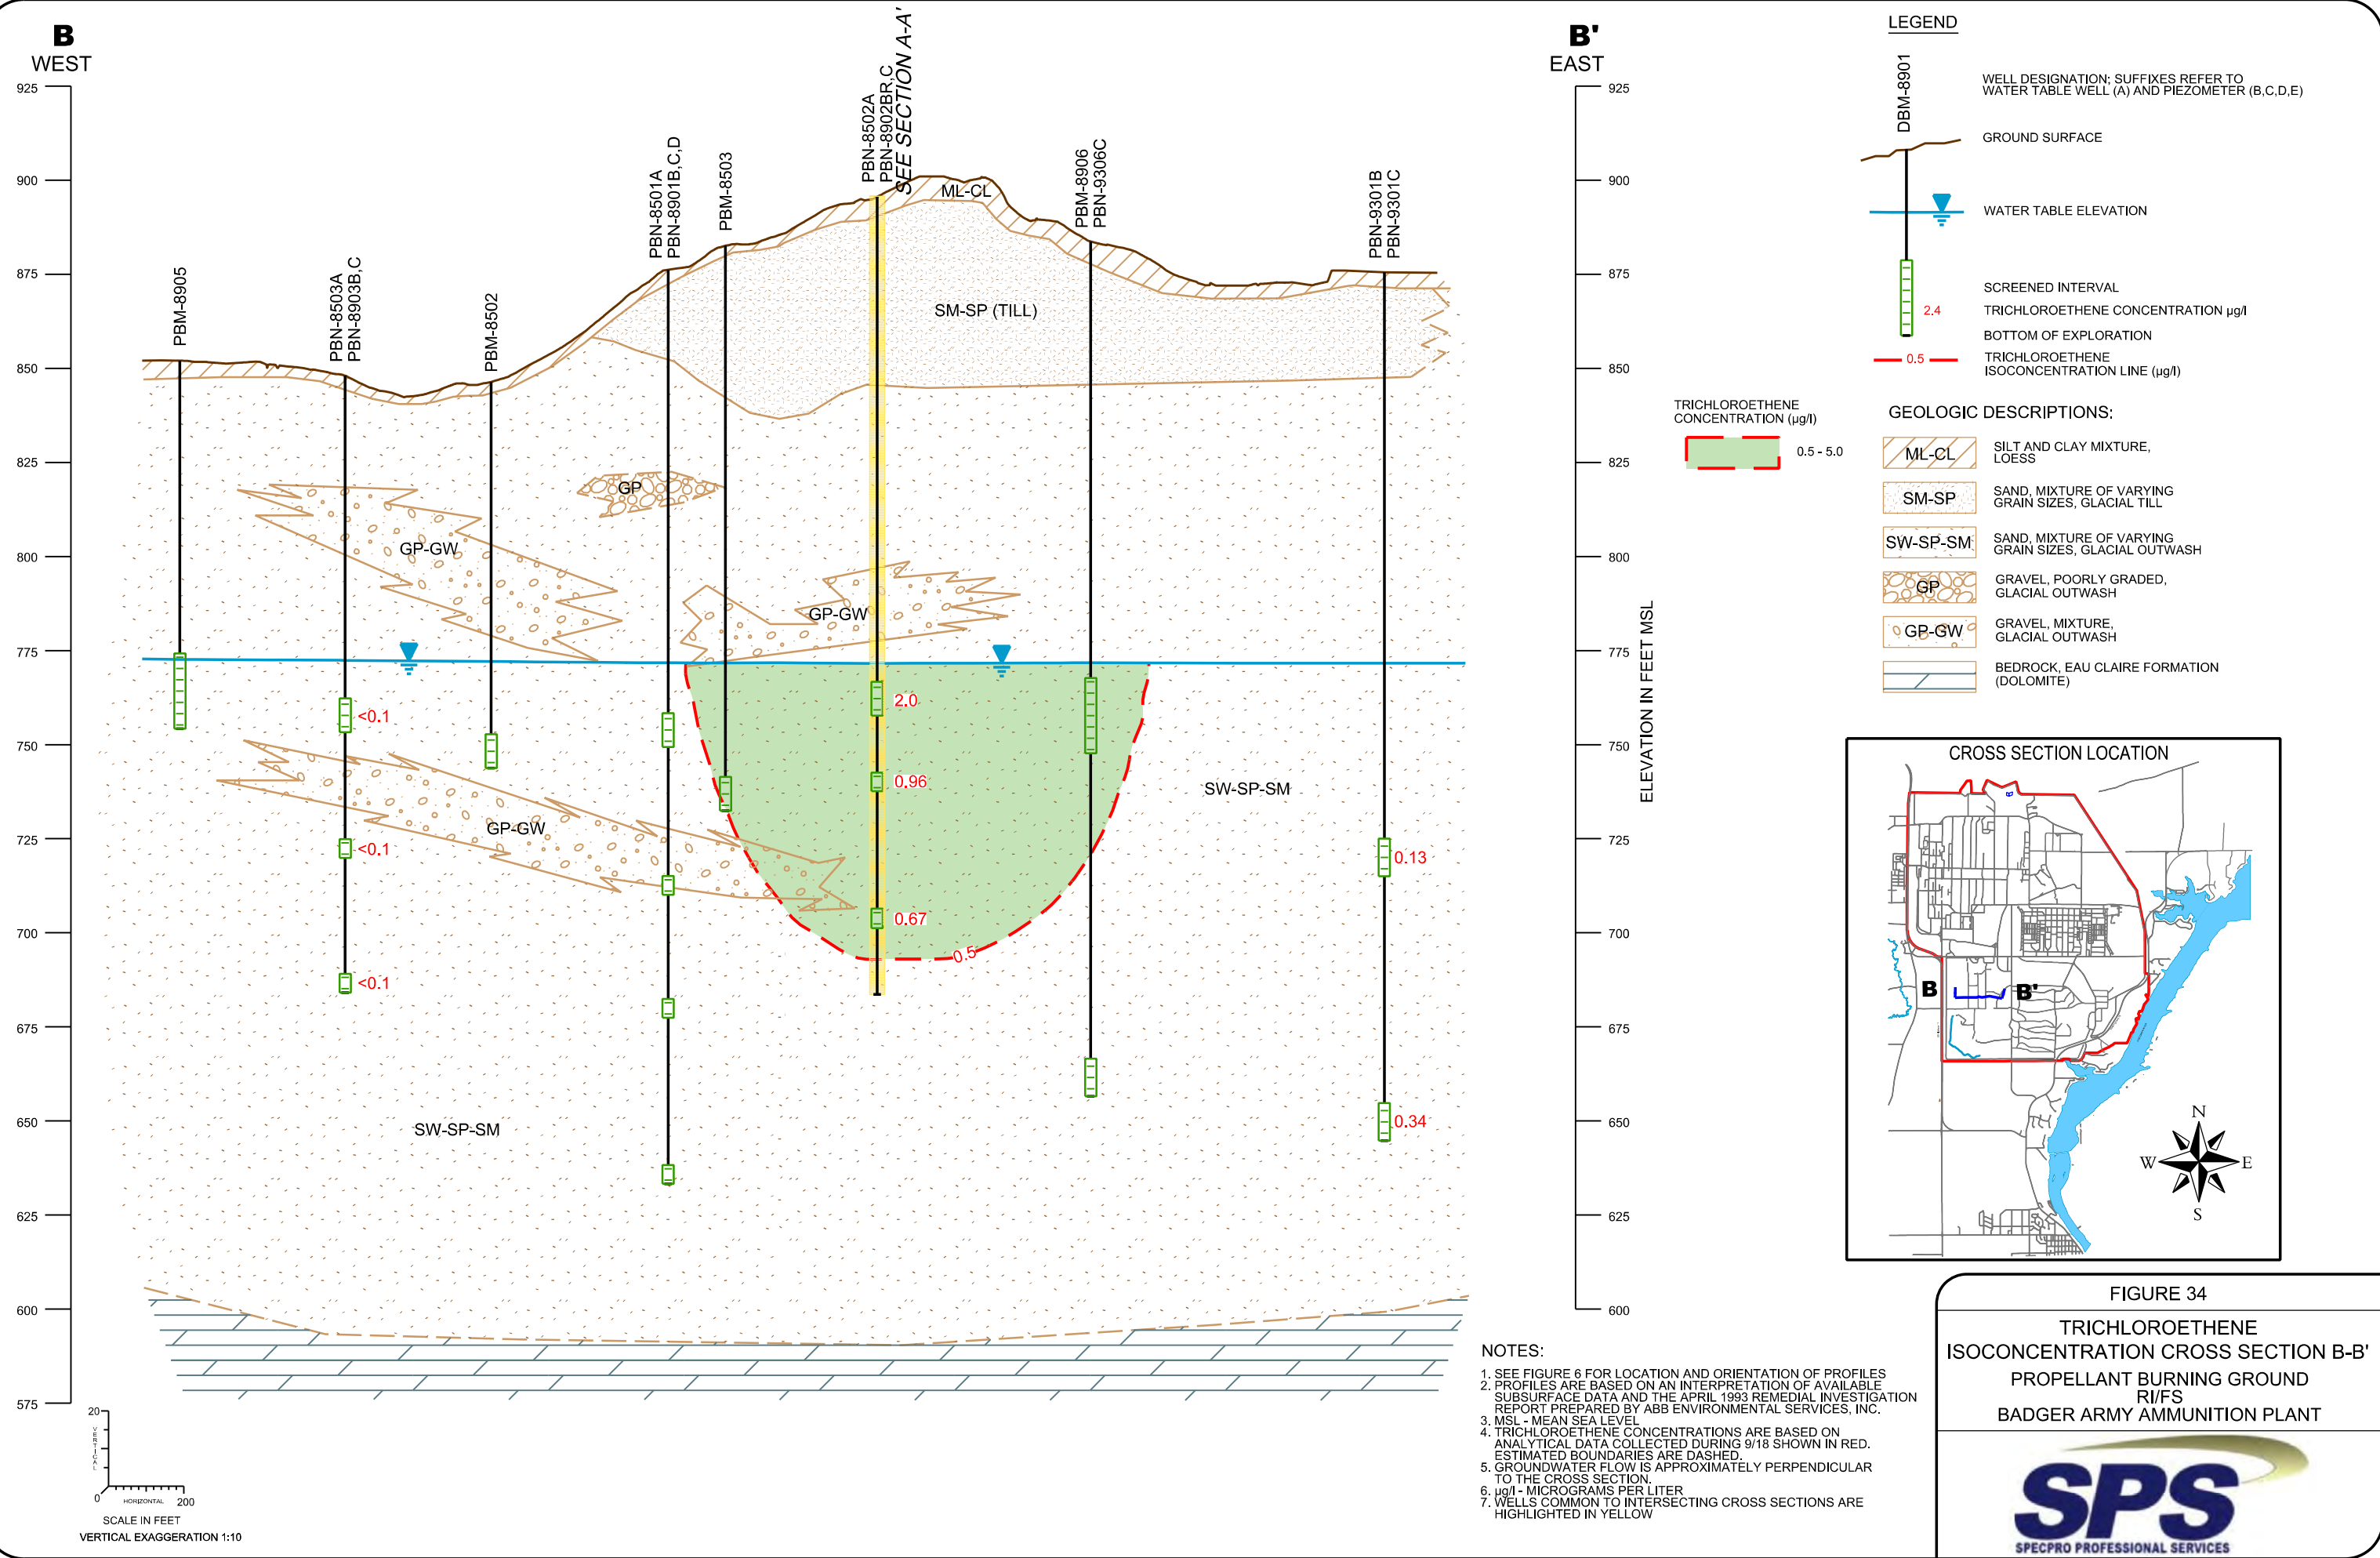 B
WEST
B'
EAST
925
900
875
850
825
800
775
750
725
700
675
650
625
600
575
PBM-8905
PBN-8503A
PBN-8903B,C
PBM-8502
PBN-8501A
PBN-8901B,C,D
PBM-8503
PBN-8502A
PBN-8902BR,C
SEE SECTION A-A'
PBM-8906
PBN-9306C
PBN-9301B
PBN-9301C
ML-CL
SM-SP (TILL)
GP
GP-GW
GP-GW
GP-GW
SW-SP-SM
SW-SP-SM
<0.1
<0.1
<0.1
2.0
0.96
0.67
0.5
0.13
0.34
925
900
875
850
825
800
775
750
725
700
675
650
625
600
ELEVATION IN FEET MSL
20
VERTICAL
0
HORIZONTAL
200
SCALE IN FEET
VERTICAL EXAGGERATION 1:10
LEGEND
DBM-8901
WELL DESIGNATION; SUFFIXES REFER TO
WATER TABLE WELL (A) AND PIEZOMETER (B,C,D,E)
GROUND SURFACE
WATER TABLE ELEVATION
SCREENED INTERVAL
2.4
TRICHLOROETHENE CONCENTRATION µg/l
BOTTOM OF EXPLORATION
0.5
TRICHLOROETHENE
ISOCONCENTRATION LINE (µg/l)
TRICHLOROETHENE
CONCENTRATION (µg/l)
0.5 - 5.0
GEOLOGIC DESCRIPTIONS:
ML-CL
SILT AND CLAY MIXTURE,
LOESS
SM-SP
SAND, MIXTURE OF VARYING
GRAIN SIZES, GLACIAL TILL
SW-SP-SM
SAND, MIXTURE OF VARYING
GRAIN SIZES, GLACIAL OUTWASH
GP
GRAVEL, POORLY GRADED,
GLACIAL OUTWASH
GP-GW
GRAVEL, MIXTURE,
GLACIAL OUTWASH
BEDROCK, EAU CLAIRE FORMATION
(DOLOMITE)
CROSS SECTION LOCATION
B
B'
N
W
E
S
NOTES:
1. SEE FIGURE 6 FOR LOCATION AND ORIENTATION OF PROFILES
2. PROFILES ARE BASED ON AN INTERPRETATION OF AVAILABLE
SUBSURFACE DATA AND THE APRIL 1993 REMEDIAL INVESTIGATION
REPORT PREPARED BY ABB ENVIRONMENTAL SERVICES, INC.
3. MSL - MEAN SEA LEVEL
4. TRICHLOROETHENE CONCENTRATIONS ARE BASED ON
ANALYTICAL DATA COLLECTED DURING 9/18 SHOWN IN RED.
ESTIMATED BOUNDARIES ARE DASHED.
5. GROUNDWATER FLOW IS APPROXIMATELY PERPENDICULAR
TO THE CROSS SECTION.
6. µg/l - MICROGRAMS PER LITER
7. WELLS COMMON TO INTERSECTING CROSS SECTIONS ARE
HIGHLIGHTED IN YELLOW
FIGURE 34
TRICHLOROETHENE
ISOCONCENTRATION CROSS SECTION B-B'
PROPELLANT BURNING GROUND
RI/FS
BADGER ARMY AMMUNITION PLANT
SPS
SPECPRO PROFESSIONAL SERVICES